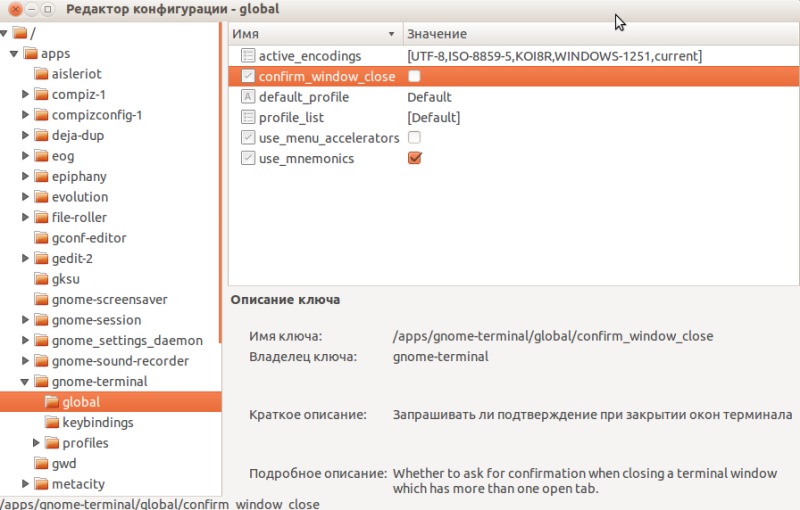 Редактор конфигурации - global
/
apps
aisleriot
compiz-1
compizconfig-1
deja-dup
eog
epiphany
evolution
file-roller
gconf-editor
gedit-2
gksu
gnome-screensaver
gnome-session
gnome_settings_daemon
gnome-sound-recorder
gnome-terminal
global
keybindings
profiles
gwd
metacity
Имя Значение
active_encodings [UTF-8,ISO-8859-5,KOI8R,WINDOWS-1251,current]
confirm_window_close
default_profile Default
profile_list [Default]
use_menu_accelerators
use_mnemonics
Описание ключа
Имя ключа: /apps/gnome-terminal/global/confirm_window_close
Владелец ключа: gnome-terminal
Краткое описание: Запрашивать ли подтверждение при закрытии окон терминала
Подробное описание: Whether to ask for confirmation when closing a terminal window
which has more than one open tab.
/apps/gnome-terminal/global/confirm_window_close